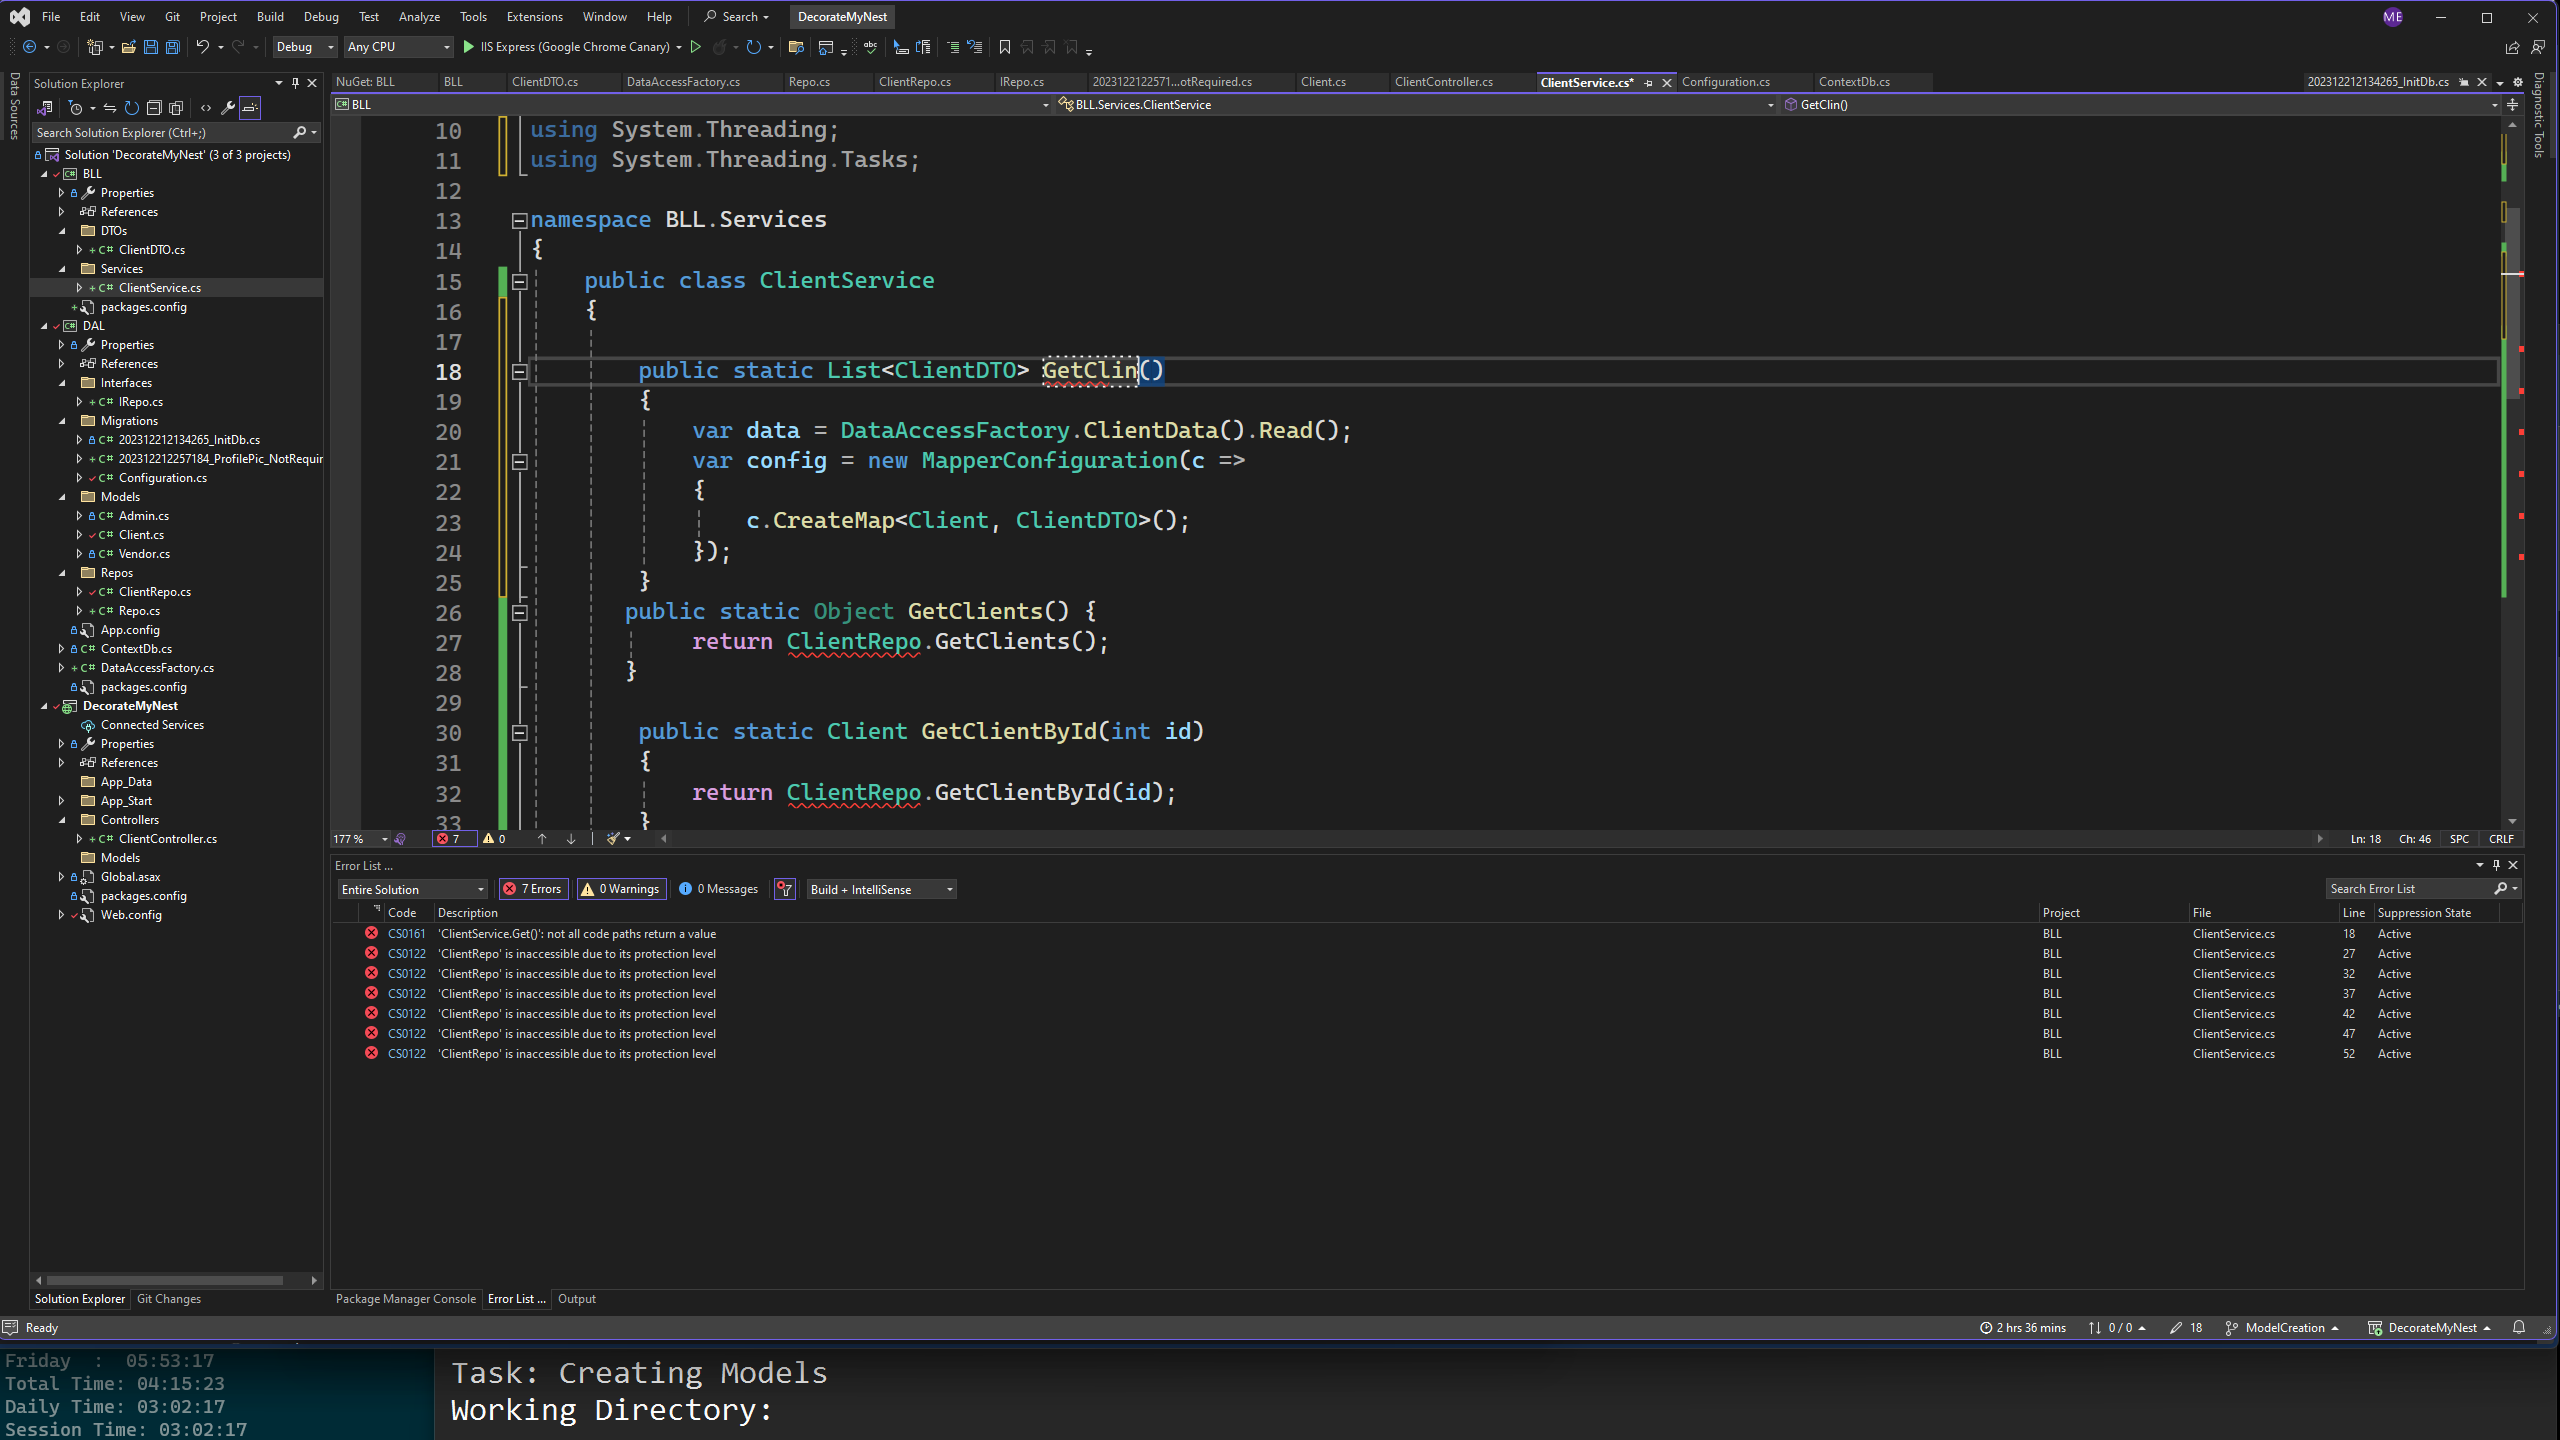 File Edit View Git Project Build Debug Test Analyze Tools Extensions Window Help Search DecorateMyNest ME
Debug Any CPU IIS Express (Google Chrome Canary)
Data Sources
Solution Explorer
Search Solution Explorer (Ctrl+;)
Solution 'DecorateMyNest' (3 of 3 projects)
BLL
Properties
References
DTOs
ClientDTO.cs
Services
ClientService.cs
packages.config
DAL
Properties
References
Interfaces
IRepo.cs
Migrations
202312212134265_InitDb.cs
202312212257184_ProfilePic_NotRequir
Configuration.cs
Models
Admin.cs
Client.cs
Vendor.cs
Repos
ClientRepo.cs
Repo.cs
App.config
ContextDb.cs
DataAccessFactory.cs
packages.config
DecorateMyNest
Connected Services
Properties
References
App_Data
App_Start
Controllers
ClientController.cs
Models
Global.asax
packages.config
Web.config
Solution Explorer Git Changes
NuGet: BLL BLL ClientDTO.cs DataAccessFactory.cs Repo.cs ClientRepo.cs IRepo.cs 2023122122571...otRequired.cs Client.cs ClientController.cs ClientService.cs* Configuration.cs ContextDb.cs 202312212134265_InitDb.cs
BLL BLL.Services.ClientService GetClin()
Diagnostic Tools
10 using System.Threading;
11 using System.Threading.Tasks;
12
13 namespace BLL.Services
14 {
15 public class ClientService
16 {
17
18 public static List<ClientDTO> GetClin()
19 {
20 var data = DataAccessFactory.ClientData().Read();
21 var config = new MapperConfiguration(c =>
22 {
23 c.CreateMap<Client, ClientDTO>();
24 });
25 }
26 public static Object GetClients() {
27 return ClientRepo.GetClients();
28 }
29
30 public static Client GetClientById(int id)
31 {
32 return ClientRepo.GetClientById(id);
33 }
177 % 7 0 Ln: 18 Ch: 46 SPC CRLF
Error List ...
Entire Solution 7 Errors 0 Warnings 0 Messages Build + IntelliSense Search Error List
Code Description Project File Line Suppression State
CS0161 'ClientService.Get()': not all code paths return a value BLL ClientService.cs 18 Active
CS0122 'ClientRepo' is inaccessible due to its protection level BLL ClientService.cs 27 Active
CS0122 'ClientRepo' is inaccessible due to its protection level BLL ClientService.cs 32 Active
CS0122 'ClientRepo' is inaccessible due to its protection level BLL ClientService.cs 37 Active
CS0122 'ClientRepo' is inaccessible due to its protection level BLL ClientService.cs 42 Active
CS0122 'ClientRepo' is inaccessible due to its protection level BLL ClientService.cs 47 Active
CS0122 'ClientRepo' is inaccessible due to its protection level BLL ClientService.cs 52 Active
Package Manager Console Error List ... Output
Ready 2 hrs 36 mins 0 / 0 18 ModelCreation DecorateMyNest
Friday : 05:53:17
Total Time: 04:15:23
Daily Time: 03:02:17
Session Time: 03:02:17
Task: Creating Models
Working Directory: